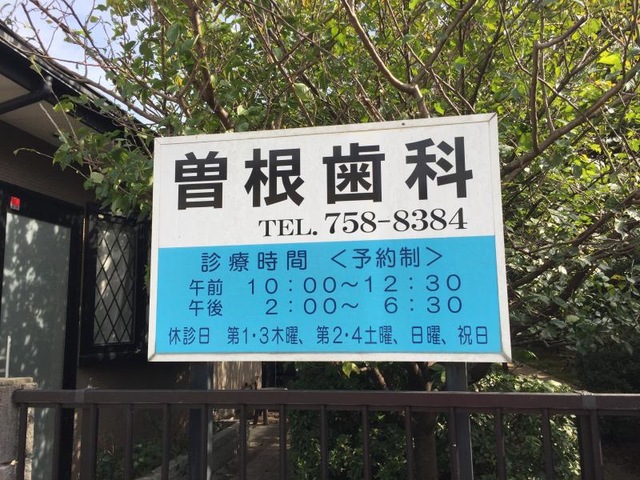 曽根歯科
TEL. 758-8384
診療時間 <予約制>
午前 10:00〜12:30
午後 2:00〜 6:30
休診日 第1・3木曜、第2・4土曜、日曜、祝日